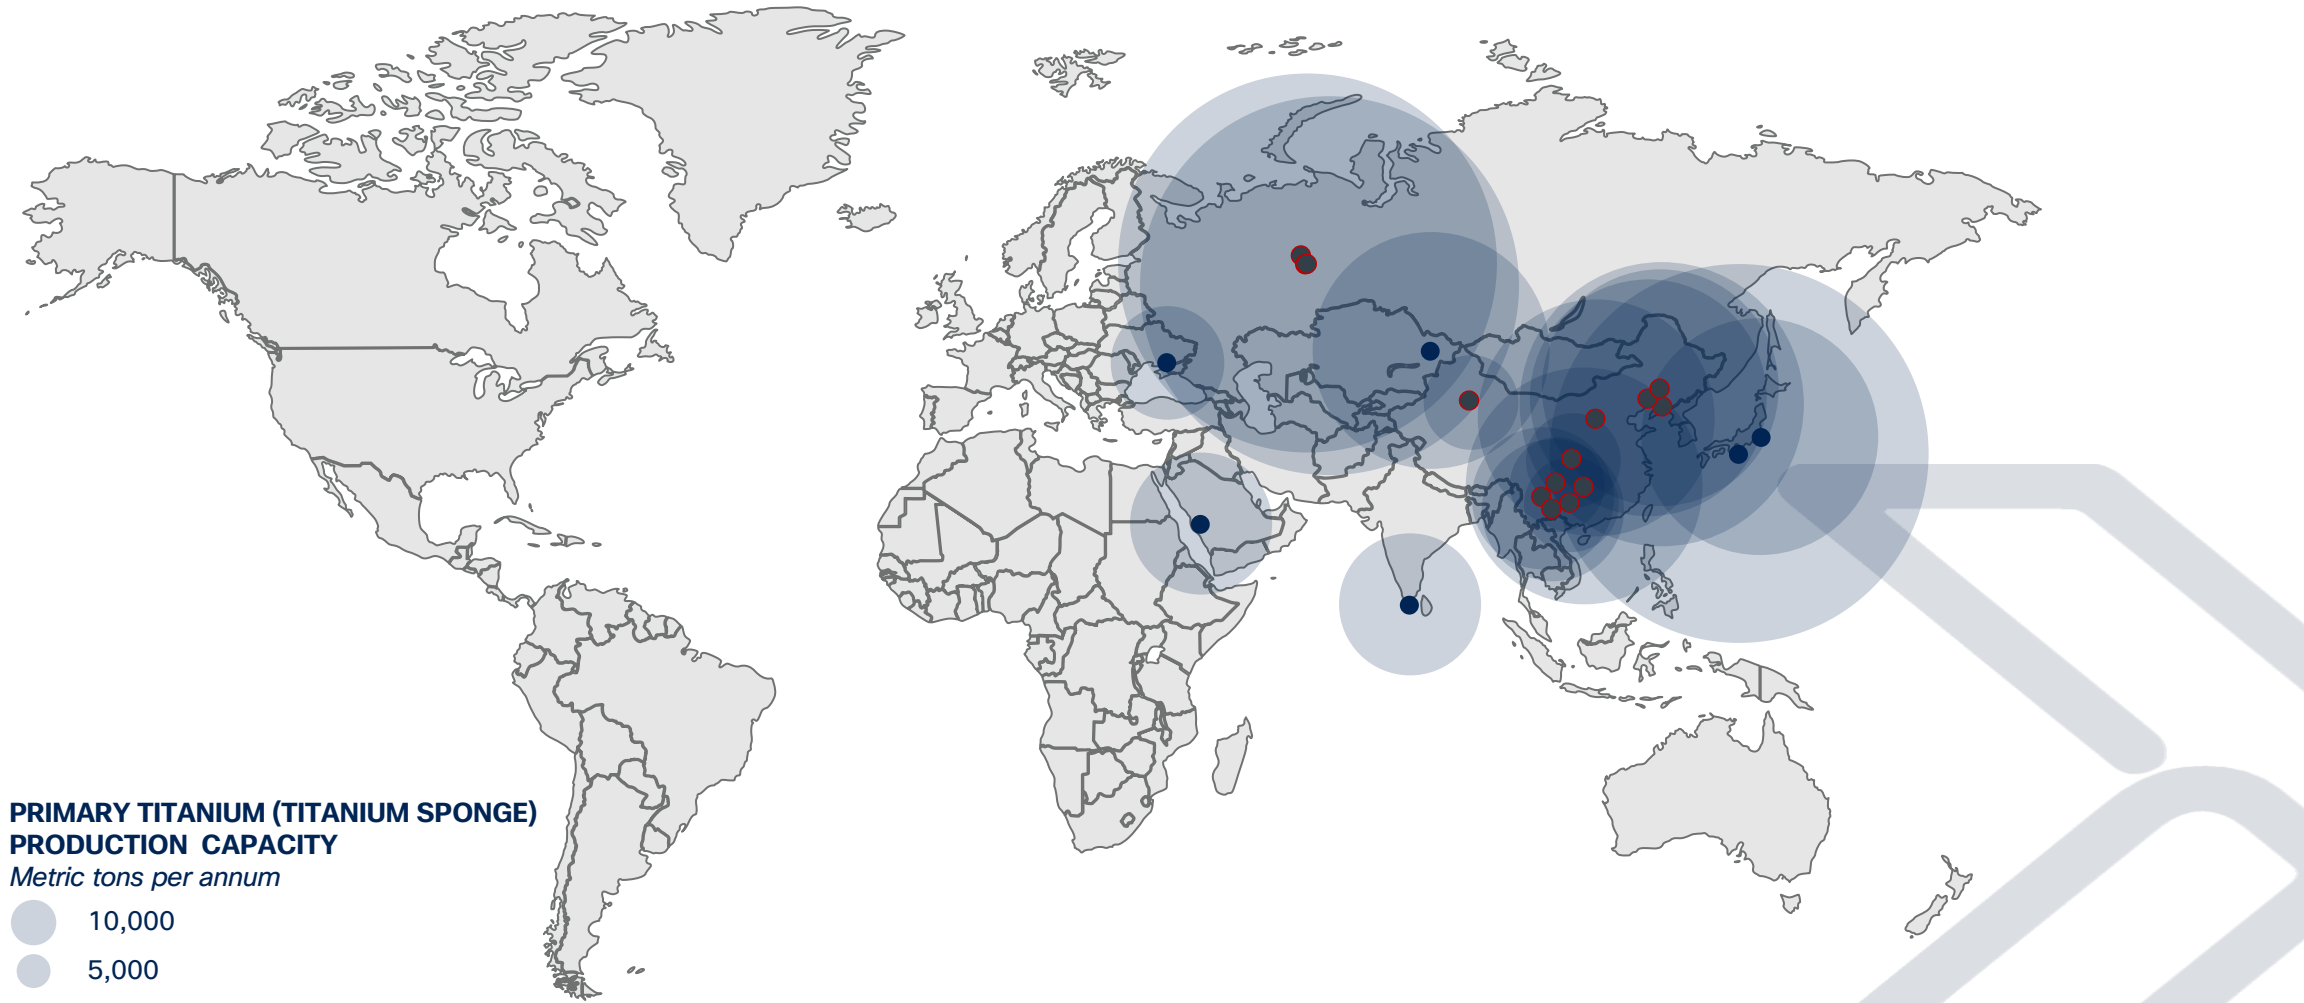 PRIMARY TITANIUM (TITANIUM SPONGE)
PRODUCTION CAPACITY
Metric tons per annum
10,000
5,000